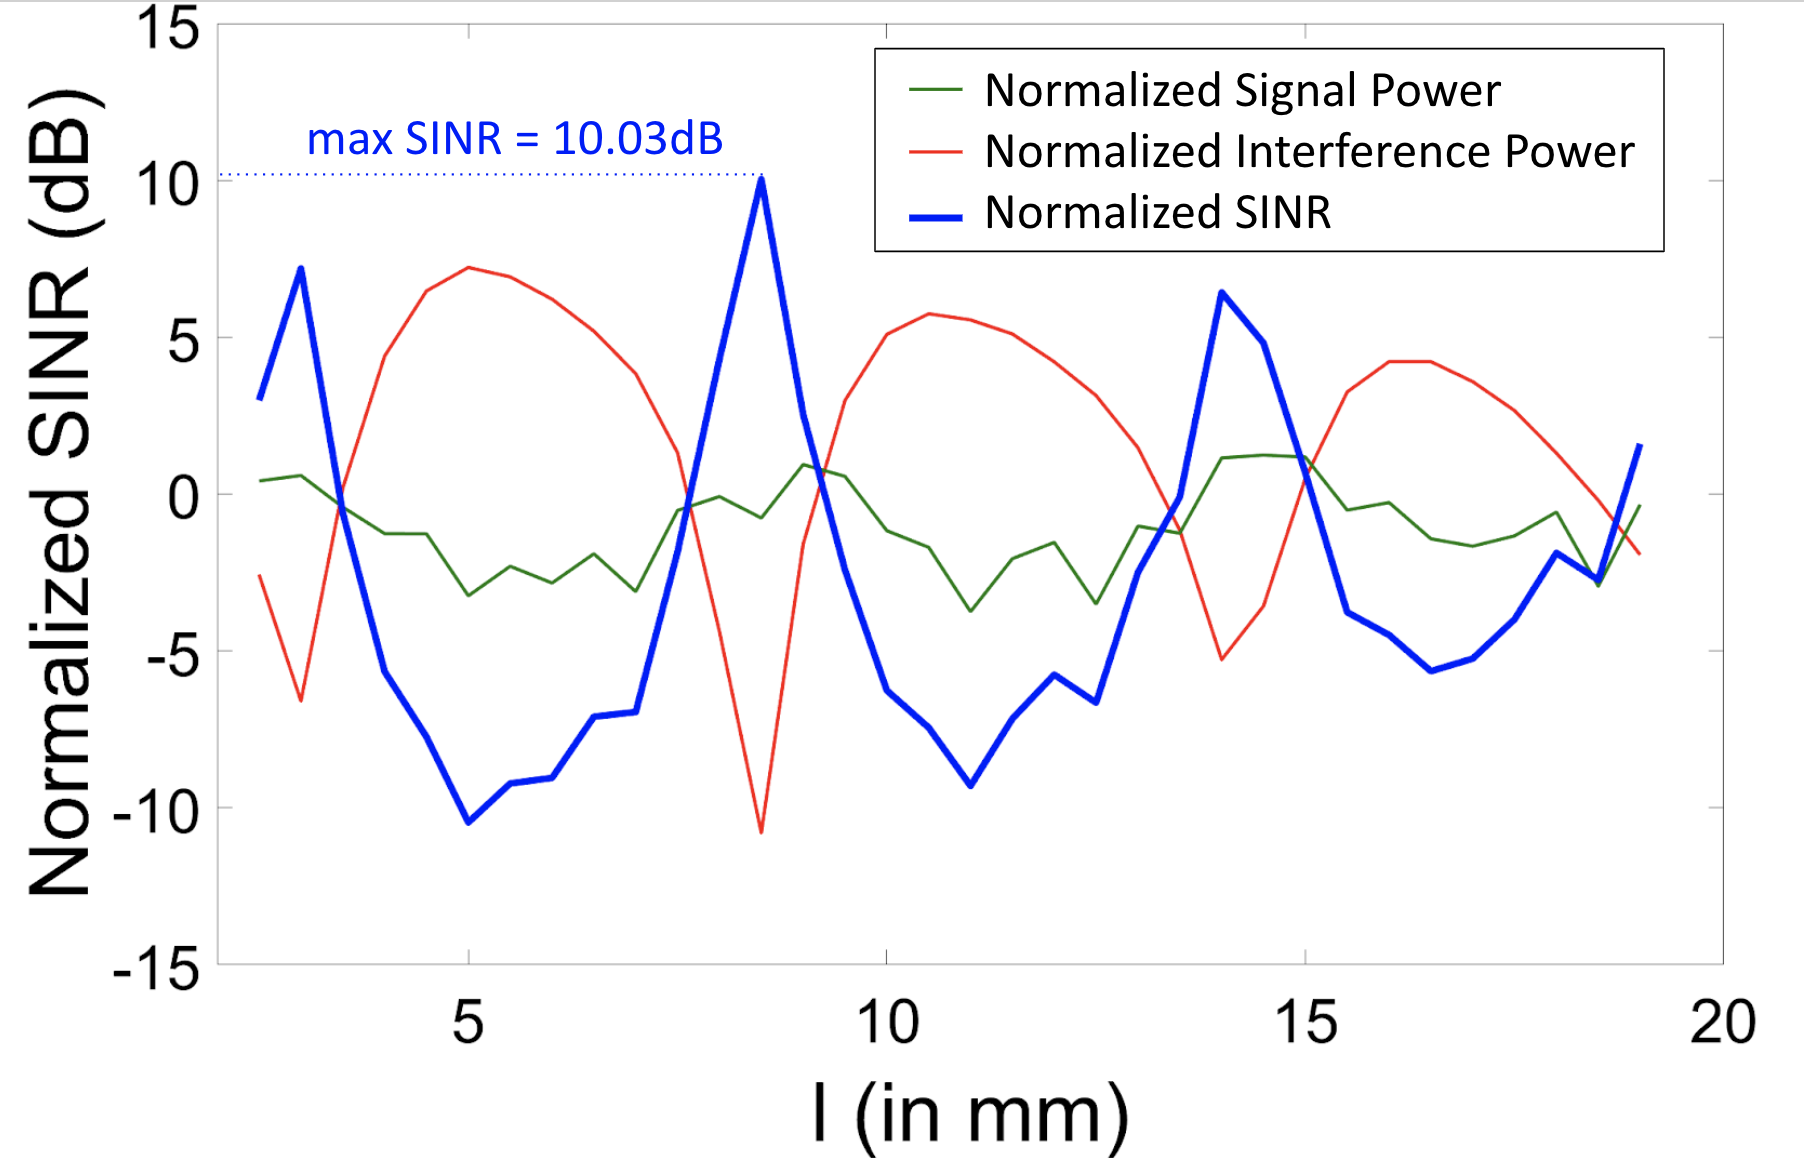 15
10
5
0
-5
-10
-15
Normalized SINR (dB)
max SINR = 10.03dB
Normalized Signal Power
Normalized Interference Power
Normalized SINR
5
10
15
20
l (in mm)